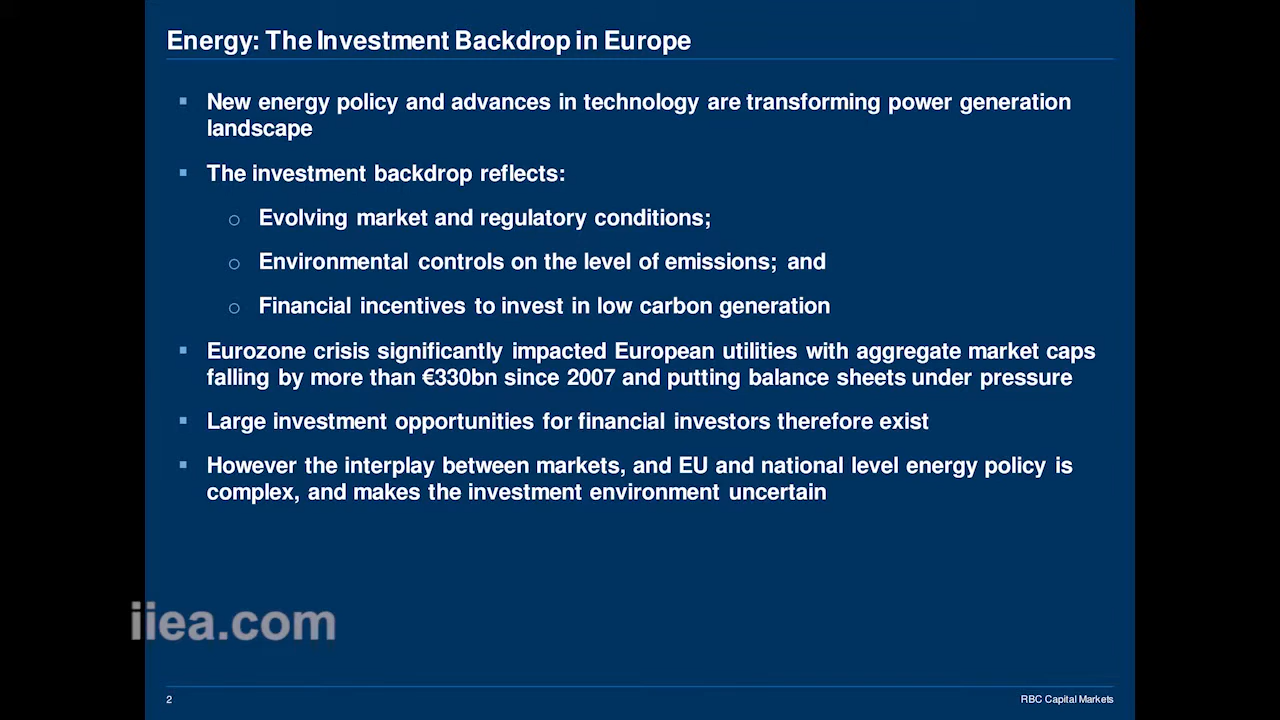 Energy: The Investment Backdrop in Europe
New energy policy and advances in technology are transforming power generation
landscape
The investment backdrop reflects:
Evolving market and regulatory conditions;
Environmental controls on the level of emissions; and
Financial incentives to invest in low carbon generation
Eurozone crisis significantly impacted European utilities with aggregate market caps
falling by more than €330bn since 2007 and putting balance sheets under pressure
Large investment opportunities for financial investors therefore exist
However the interplay between markets, and EU and national level energy policy is
complex, and makes the investment environment uncertain
iiea.com
2
RBC Capital Markets